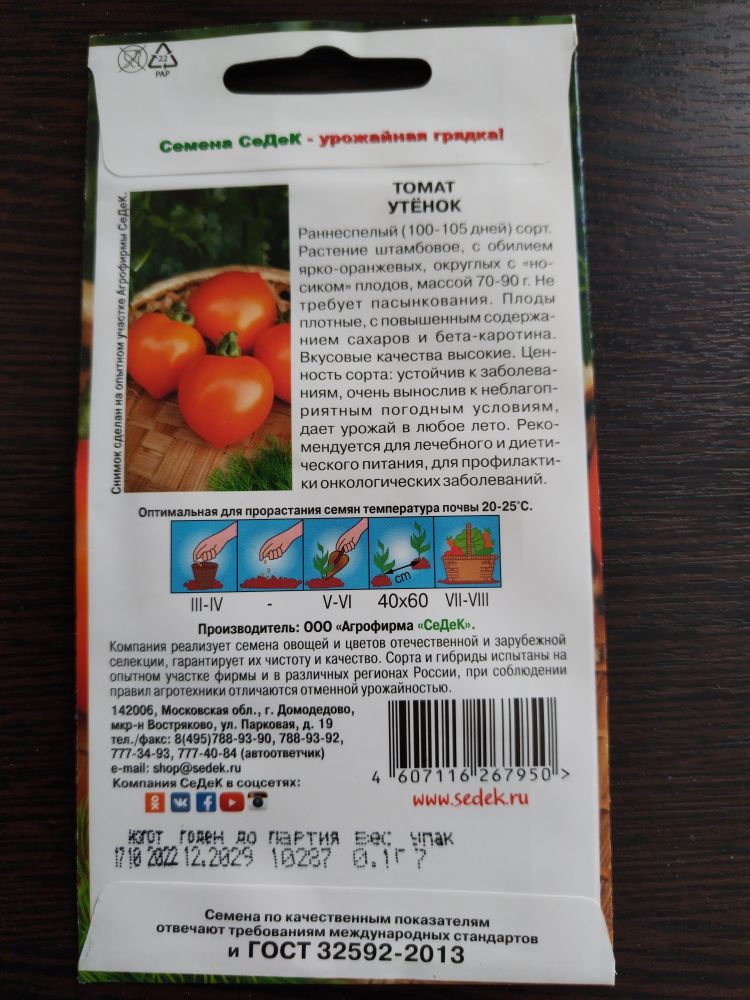 22
PAP
Семена СеДеК - урожайная грядка!
Снимок сделан на опытном участке Агрофирмы СеДеК.
ТОМАТ
УТЁНОК
Раннеспелый (100-105 дней) сорт.
Растение штамбовое, с обилием
ярко-оранжевых, округлых с «но-
сиком» плодов, массой 70-90 г. Не
требует пасынкования. Плоды
плотные, с повышенным содержа-
нием сахаров и бета-каротина.
Вкусовые качества высокие. Цен-
ность сорта: устойчив к заболева-
ниям, очень вынослив к неблагоп-
риятным погодным условиям,
дает урожай в любое лето. Реко-
мендуется для лечебного и диети-
ческого питания, для профилакти-
ки онкологических заболеваний.
Оптимальная для прорастания семян температура почвы 20-25°С.
cm
III-IV - V-VI 40x60 VII-VIII
Производитель: ООО «Агрофирма «СеДеК».
Компания реализует семена овощей и цветов отечественной и зарубежной
селекции, гарантирует их чистоту и качество. Сорта и гибриды испытаны на
опытном участке фирмы и в различных регионах России, при соблюдении
правил агротехники отличаются отменной урожайностью.
142006, Московская обл., г. Домодедово,
мкр-н Востряково, ул. Парковая, д. 19
тел./факс: 8(495)788-93-90, 788-93-92,
777-34-93, 777-40-84 (автоответчик)
e-mail: shop@sedek.ru
Компания СеДеК в соцсетях:
4 607116 267950 >
www.sedek.ru
изгот годен до партия вес упак
17.10.2022 12.2029 10287 0.1г 7
Семена по качественным показателям
отвечают требованиям международных стандартов
и ГОСТ 32592-2013